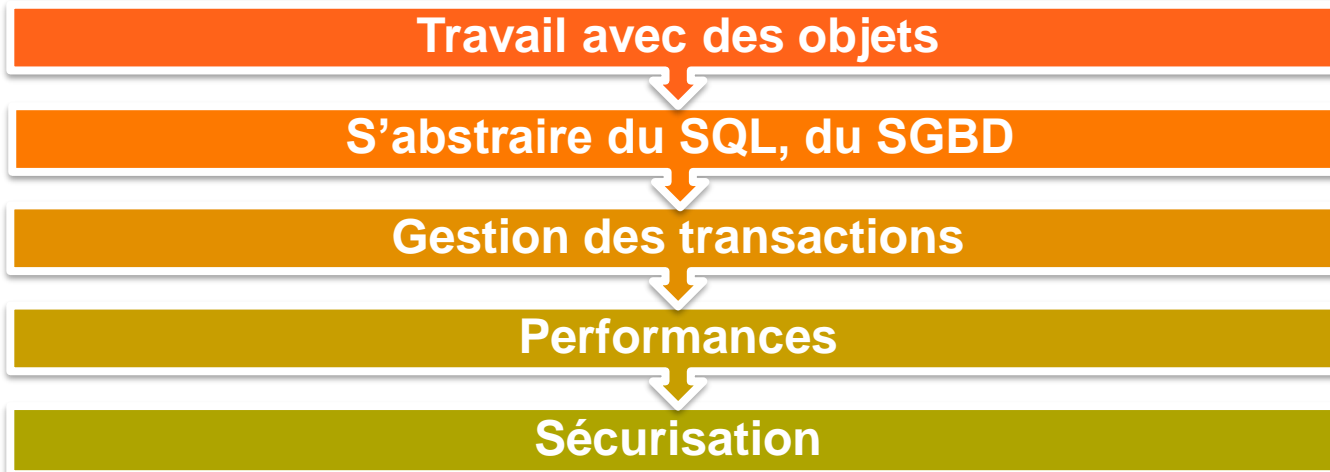 Travail avec des objets
S’abstraire du SQL, du SGBD
Gestion des transactions
Performances
Sécurisation